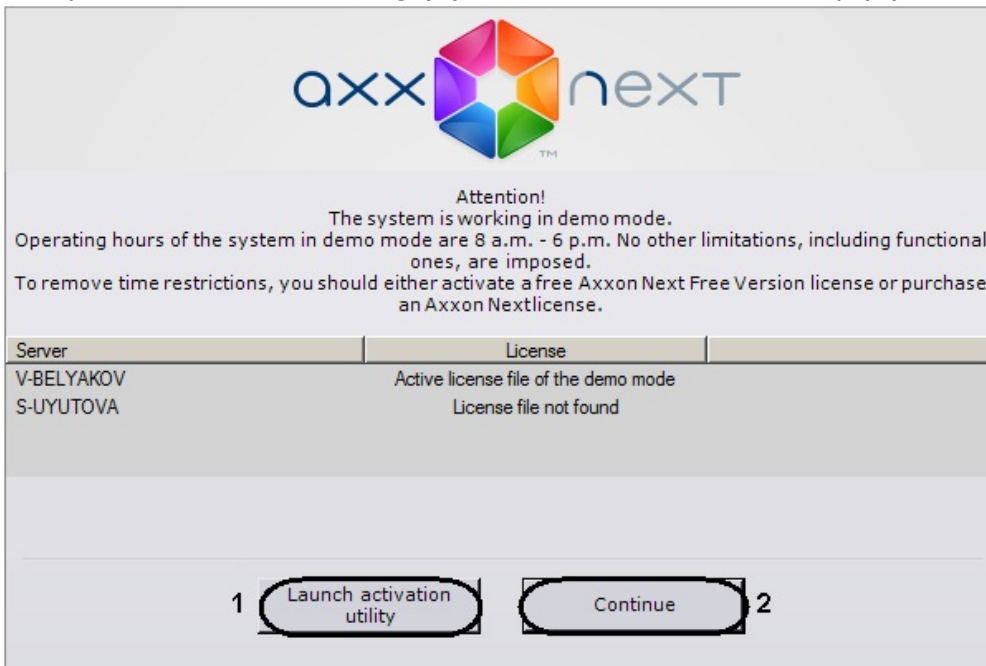 axx next
TM
Attention!
The system is working in demo mode.
Operating hours of the system in demo mode are 8 a.m. - 6 p.m. No other limitations, including functional
ones, are imposed.
To remove time restrictions, you should either activate a free Axxon Next Free Version license or purchase
an Axxon Nextlicense.
Server License
V-BELYAKOV Active license file of the demo mode
S-UYUTOVA License file not found
1 Launch activation
utility
Continue 2